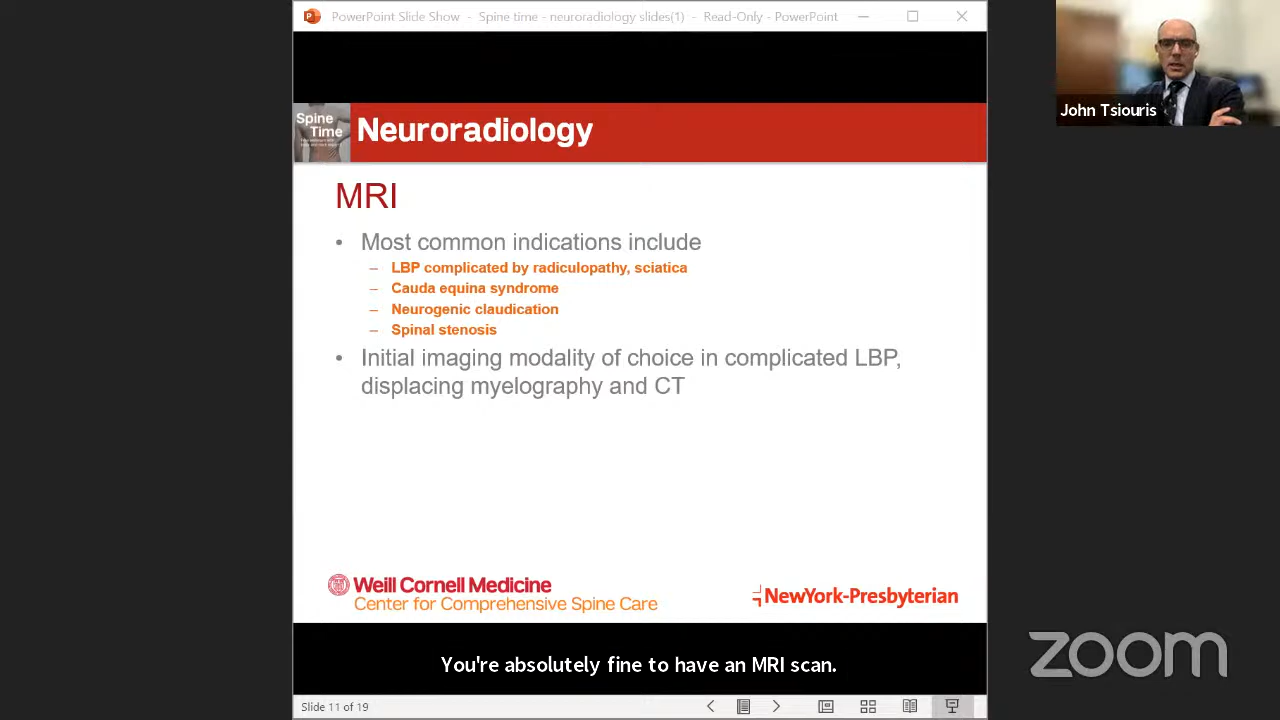 PowerPoint Slide Show - Spine time - neuroradiology slides(1) - Read-Only - PowerPoint
John Tsiouris
Spine
Time
Neuroradiology
MRI
• Most common indications include
– LBP complicated by radiculopathy, sciatica
– Cauda equina syndrome
– Neurogenic claudication
– Spinal stenosis
• Initial imaging modality of choice in complicated LBP,
displacing myelography and CT
Weill Cornell Medicine
Center for Comprehensive Spine Care
NewYork-Presbyterian
You're absolutely fine to have an MRI scan.
zoom
Slide 11 of 19